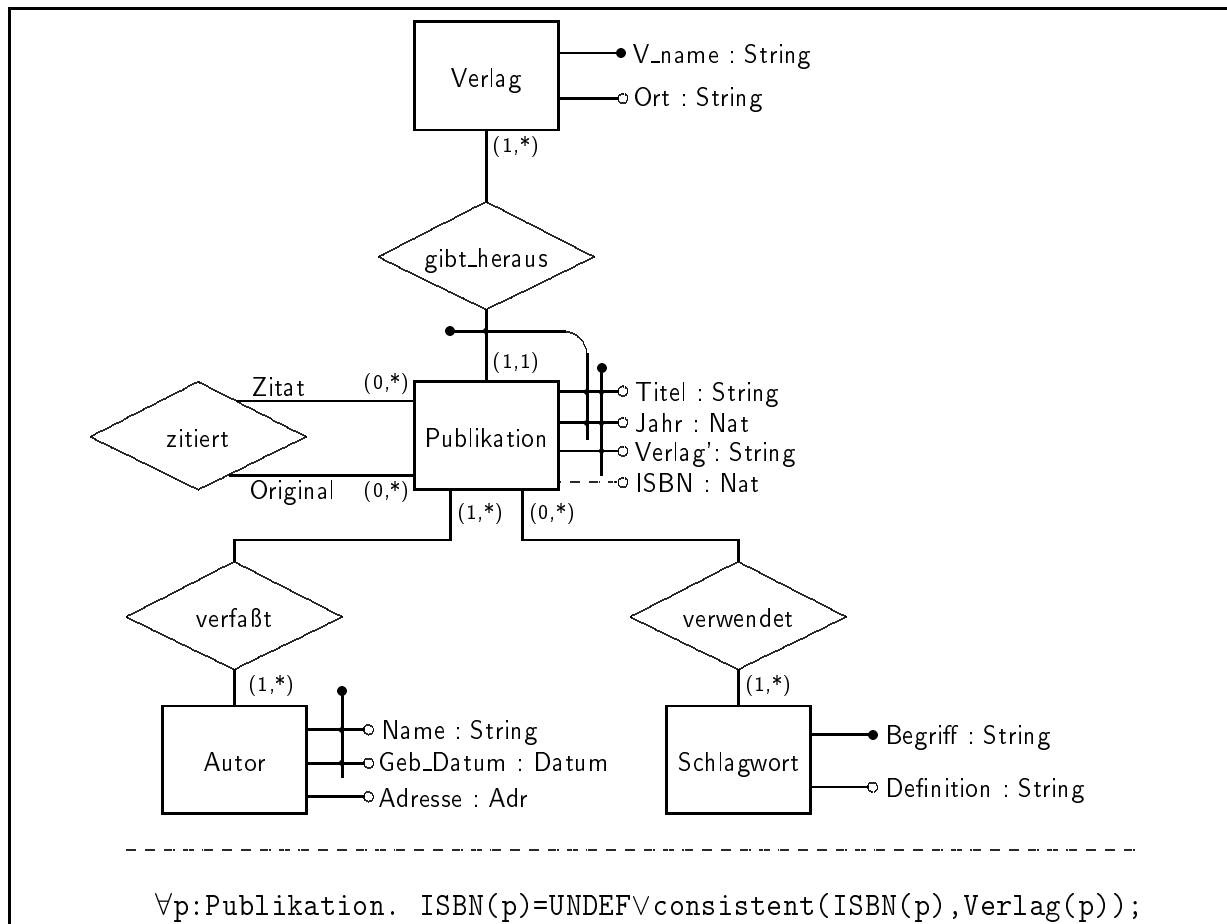 V_name : String
Verlag
Ort : String
(1,*)
gibt_heraus
(1,1)
Zitat
(0,*)
Titel : String
Jahr : Nat
zitiert
Publikation
Verlag' : String
ISBN : Nat
Original
(0,*)
(1,*)
(0,*)
verfaßt
verwendet
(1,*)
(1,*)
Name : String
Begriff : String
Autor
Geb_Datum : Datum
Schlagwort
Adresse : Adr
Definition : String
∀p:Publikation. ISBN(p)=UNDEF∨consistent(ISBN(p),Verlag(p));